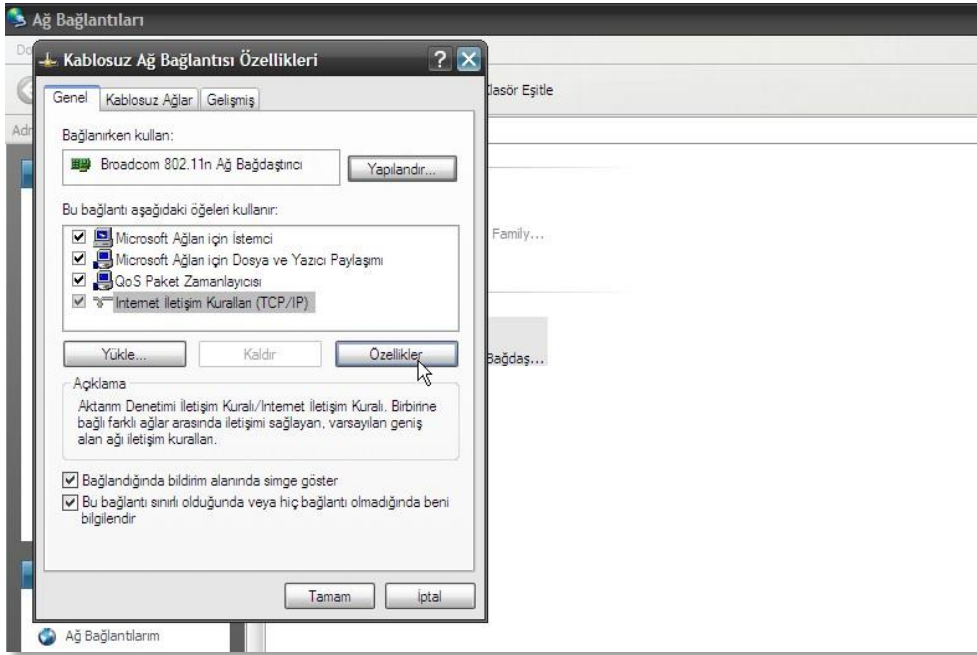 Ağ Bağlantıları
Kablosuz Ağ Bağlantısı Özellikleri
Klasör Eşitle
Genel Kablosuz Ağlar Gelişmiş
Bağlanırken kullan:
Broadcom 802.11n Ağ Bağdaştırıcı
Yapılandır...
Bu bağlantı aşağıdaki öğeleri kullanır:
Microsoft Ağları için İstemci
Family...
Microsoft Ağları için Dosya ve Yazıcı Paylaşımı
QoS Paket Zamanlayıcısı
Internet İletişim Kuralları (TCP/IP)
Yükle... Kaldır Özellikler
Bağdaş...
Açıklama
Aktarım Denetimi İletişim Kuralı/Internet İletişim Kuralı. Birbirine
bağlı farklı ağlar arasında iletişimi sağlayan, varsayılan geniş
alan ağı iletişim kuralları.
Bağlandığında bildirim alanında simge göster
Bu bağlantı sınırlı olduğunda veya hiç bağlantı olmadığında beni
bilgilendir
Tamam İptal
Ağ Bağlantılarım